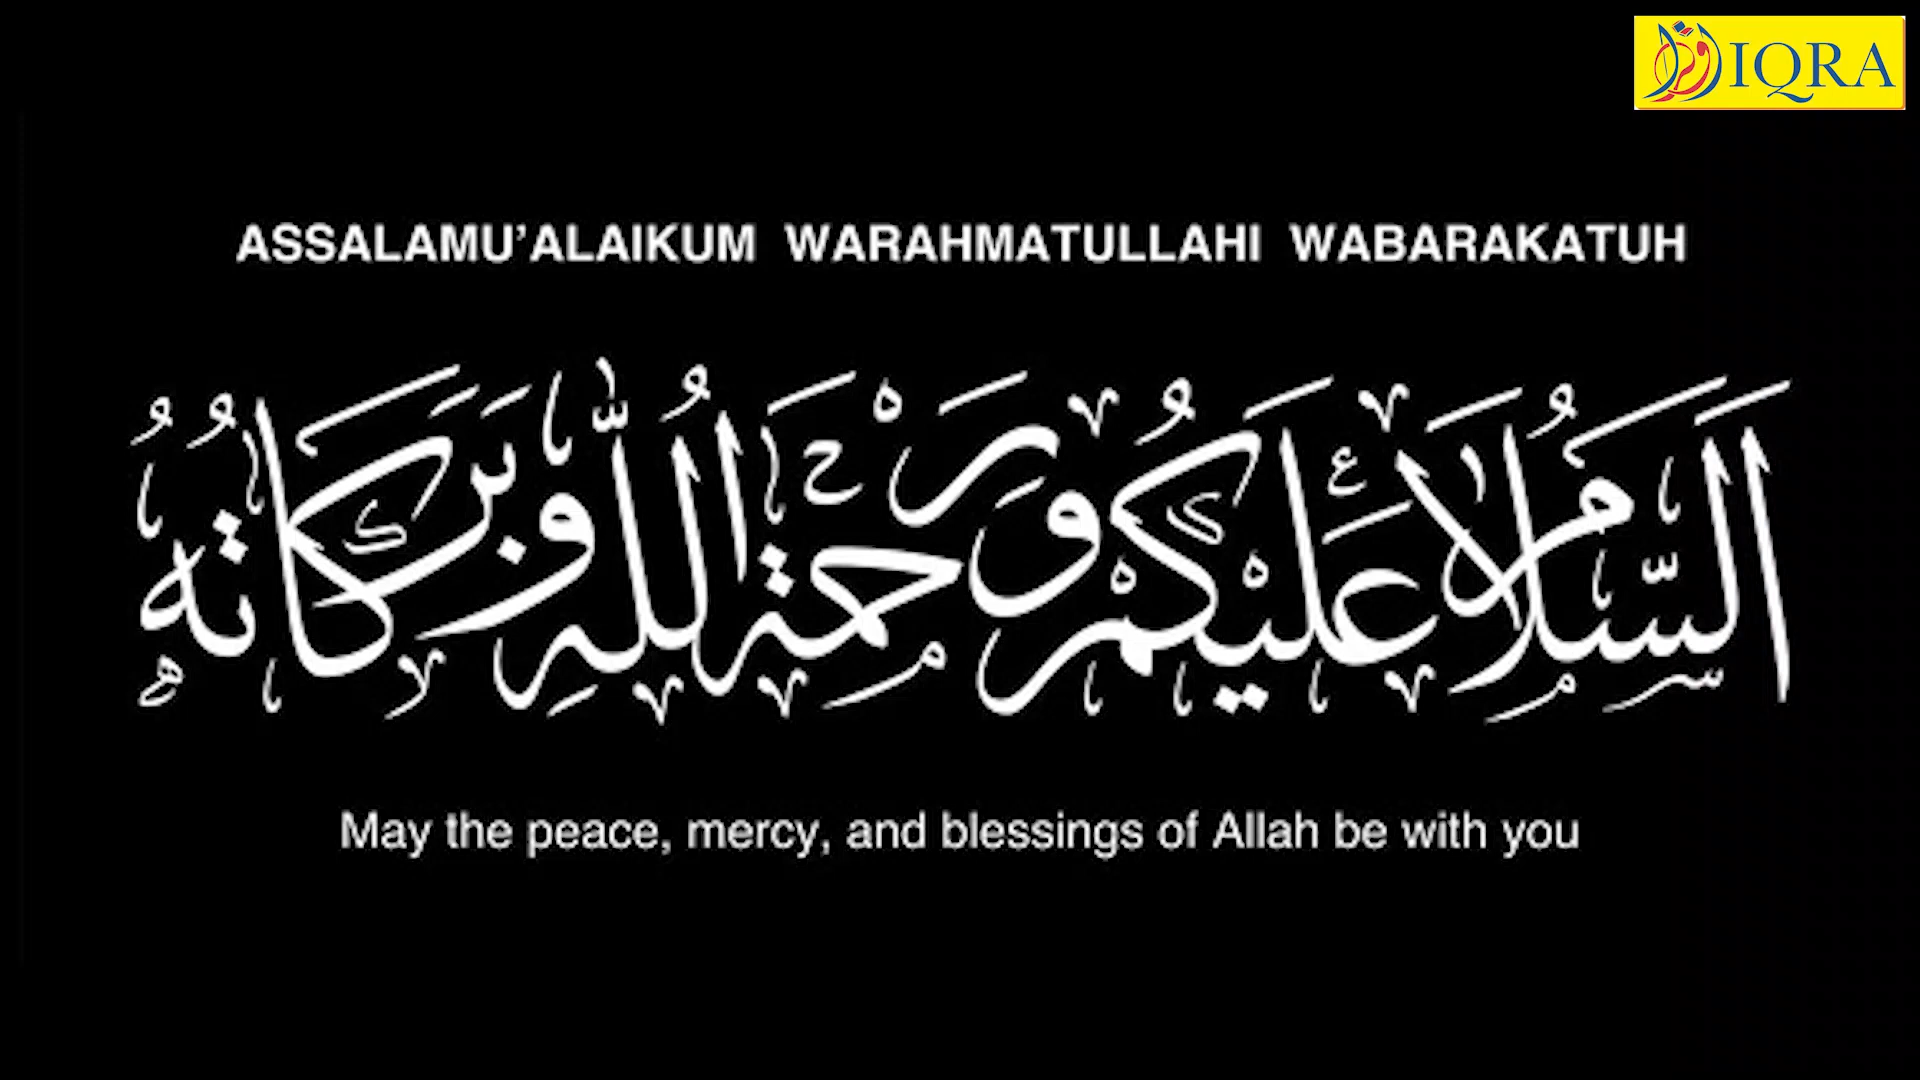 IQRA
ASSALAMU’ALAIKUM WARAHMATULLAHI WABARAKATUH
اَلسَّلَامُ عَلَيْكُمْ وَرَحْمَةُ اللّٰهِ وَبَرَكَاتُهُ
May the peace, mercy, and blessings of Allah be with you